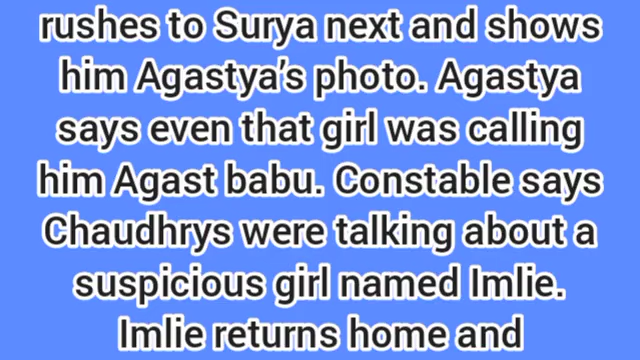 rushes to Surya next and shows
him Agastya’s photo. Agastya
says even that girl was calling
him Agast babu. Constable says
Chaudhrys were talking about a
suspicious girl named Imlie.
Imlie returns home and